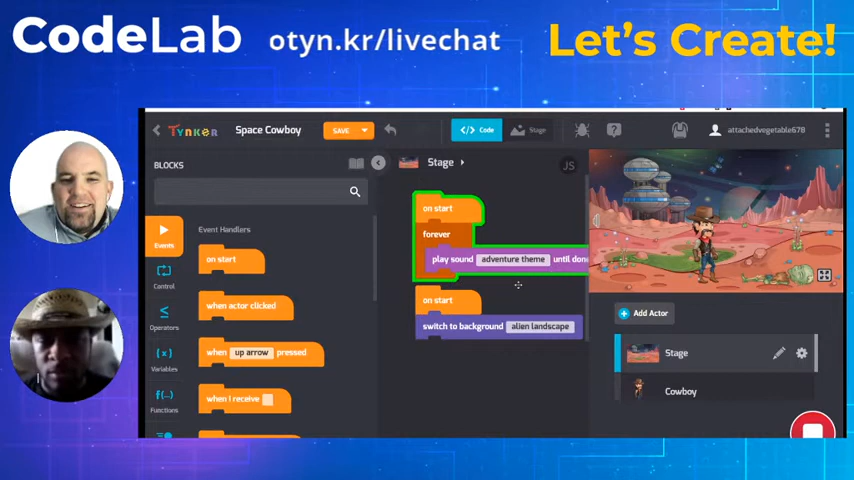 CodeLab
otyn.kr/livechat
Let's Create!
TYNKER
Space Cowboy
SAVE
</> Code
Stage
attachedvegetable678
BLOCKS
Stage
JS
Events
Control
Operators
Variables
Functions
Event Handlers
on start
when actor clicked
when up arrow pressed
when I receive
on start
forever
play sound adventure theme until done
on start
switch to background alien landscape
Add Actor
Stage
Cowboy